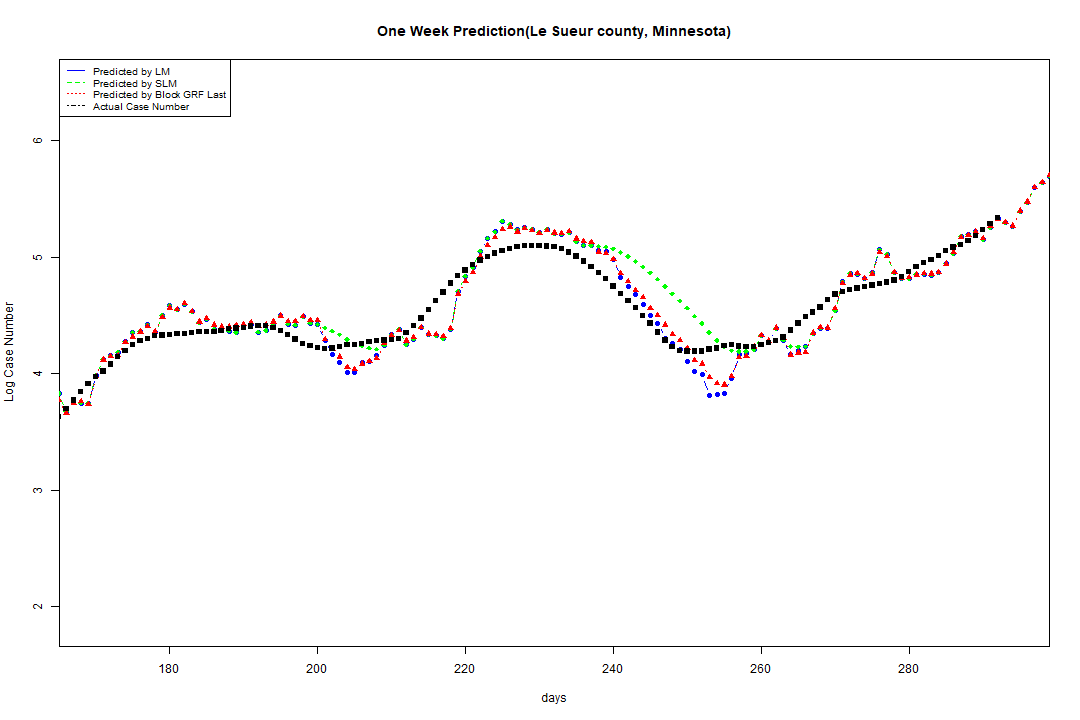 One Week Prediction(Le Sueur county, Minnesota)
Predicted by LM
Predicted by SLM
Predicted by Block GRF Last
Actual Case Number
Log Case Number
6
5
4
3
2
180 200 220 240 260 280
days